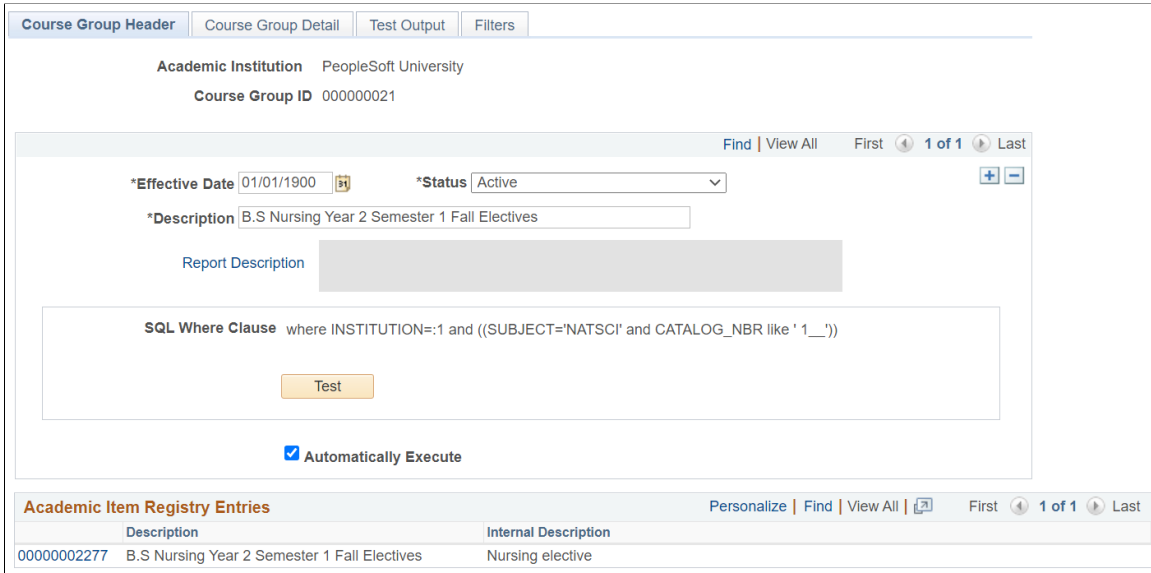 Course Group Header Course Group Detail Test Output Filters
Academic Institution PeopleSoft University
Course Group ID 000000021
Find | View All First 1 of 1 Last
*Effective Date 01/01/1900 31 *Status Active
*Description B.S Nursing Year 2 Semester 1 Fall Electives
Report Description
SQL Where Clause where INSTITUTION=:1 and ((SUBJECT='NATSCI' and CATALOG_NBR like ' 1__'))
Test
Automatically Execute
Academic Item Registry Entries Personalize | Find | View All | First 1 of 1 Last
Description Internal Description
00000002277 B.S Nursing Year 2 Semester 1 Fall Electives Nursing elective